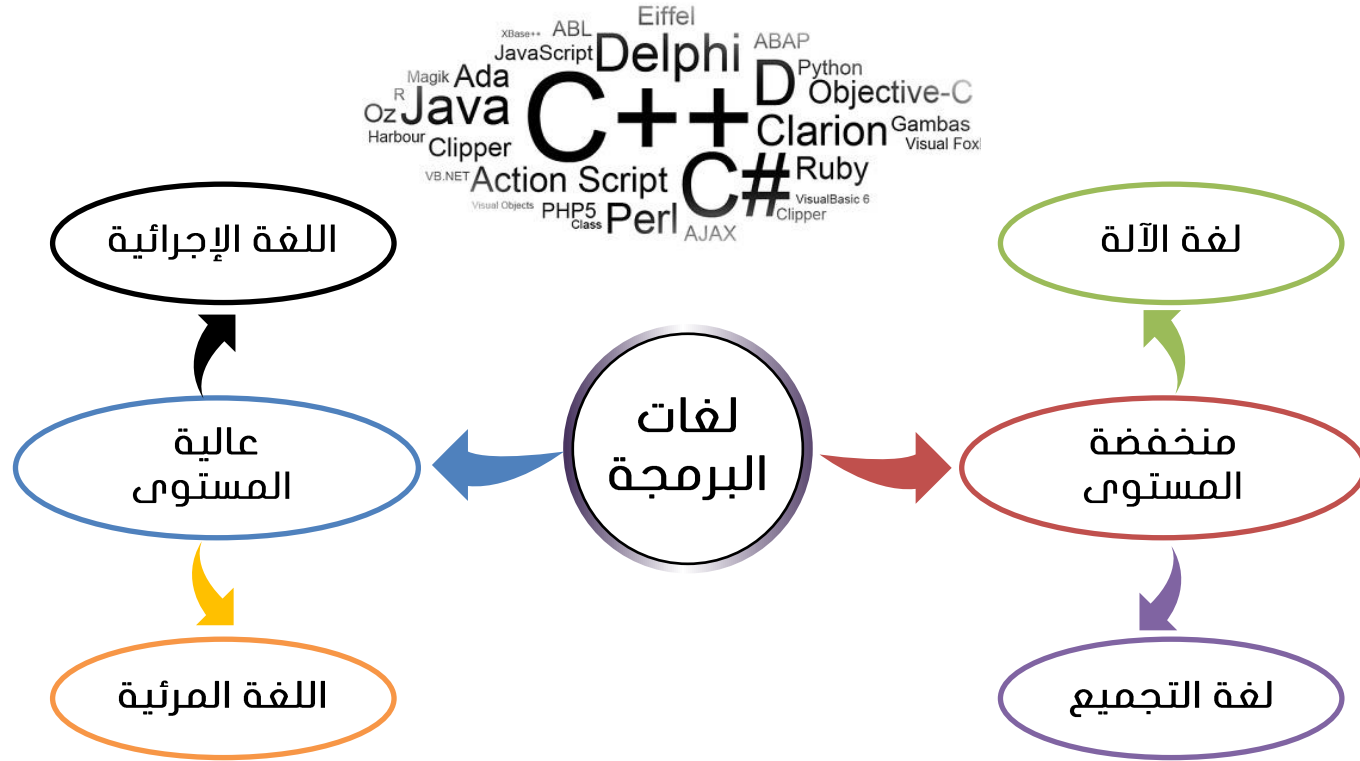 Eiffel
XBase++ ABL
JavaScript Delphi ABAP
Magik Ada D Python
R Java C++ Objective-C
Oz Clarion Gambas
Harbour Clipper Visual Fox
VB.NET Action Script C# Ruby
Visual Objects PHP5 Perl VisualBasic 6
Class AJAX Clipper
لغة الآلة
اللغة الإجرائية
لغات
البرمجة
منخفضة
المستوى
عالية
المستوى
لغة التجميع
اللغة المرئية